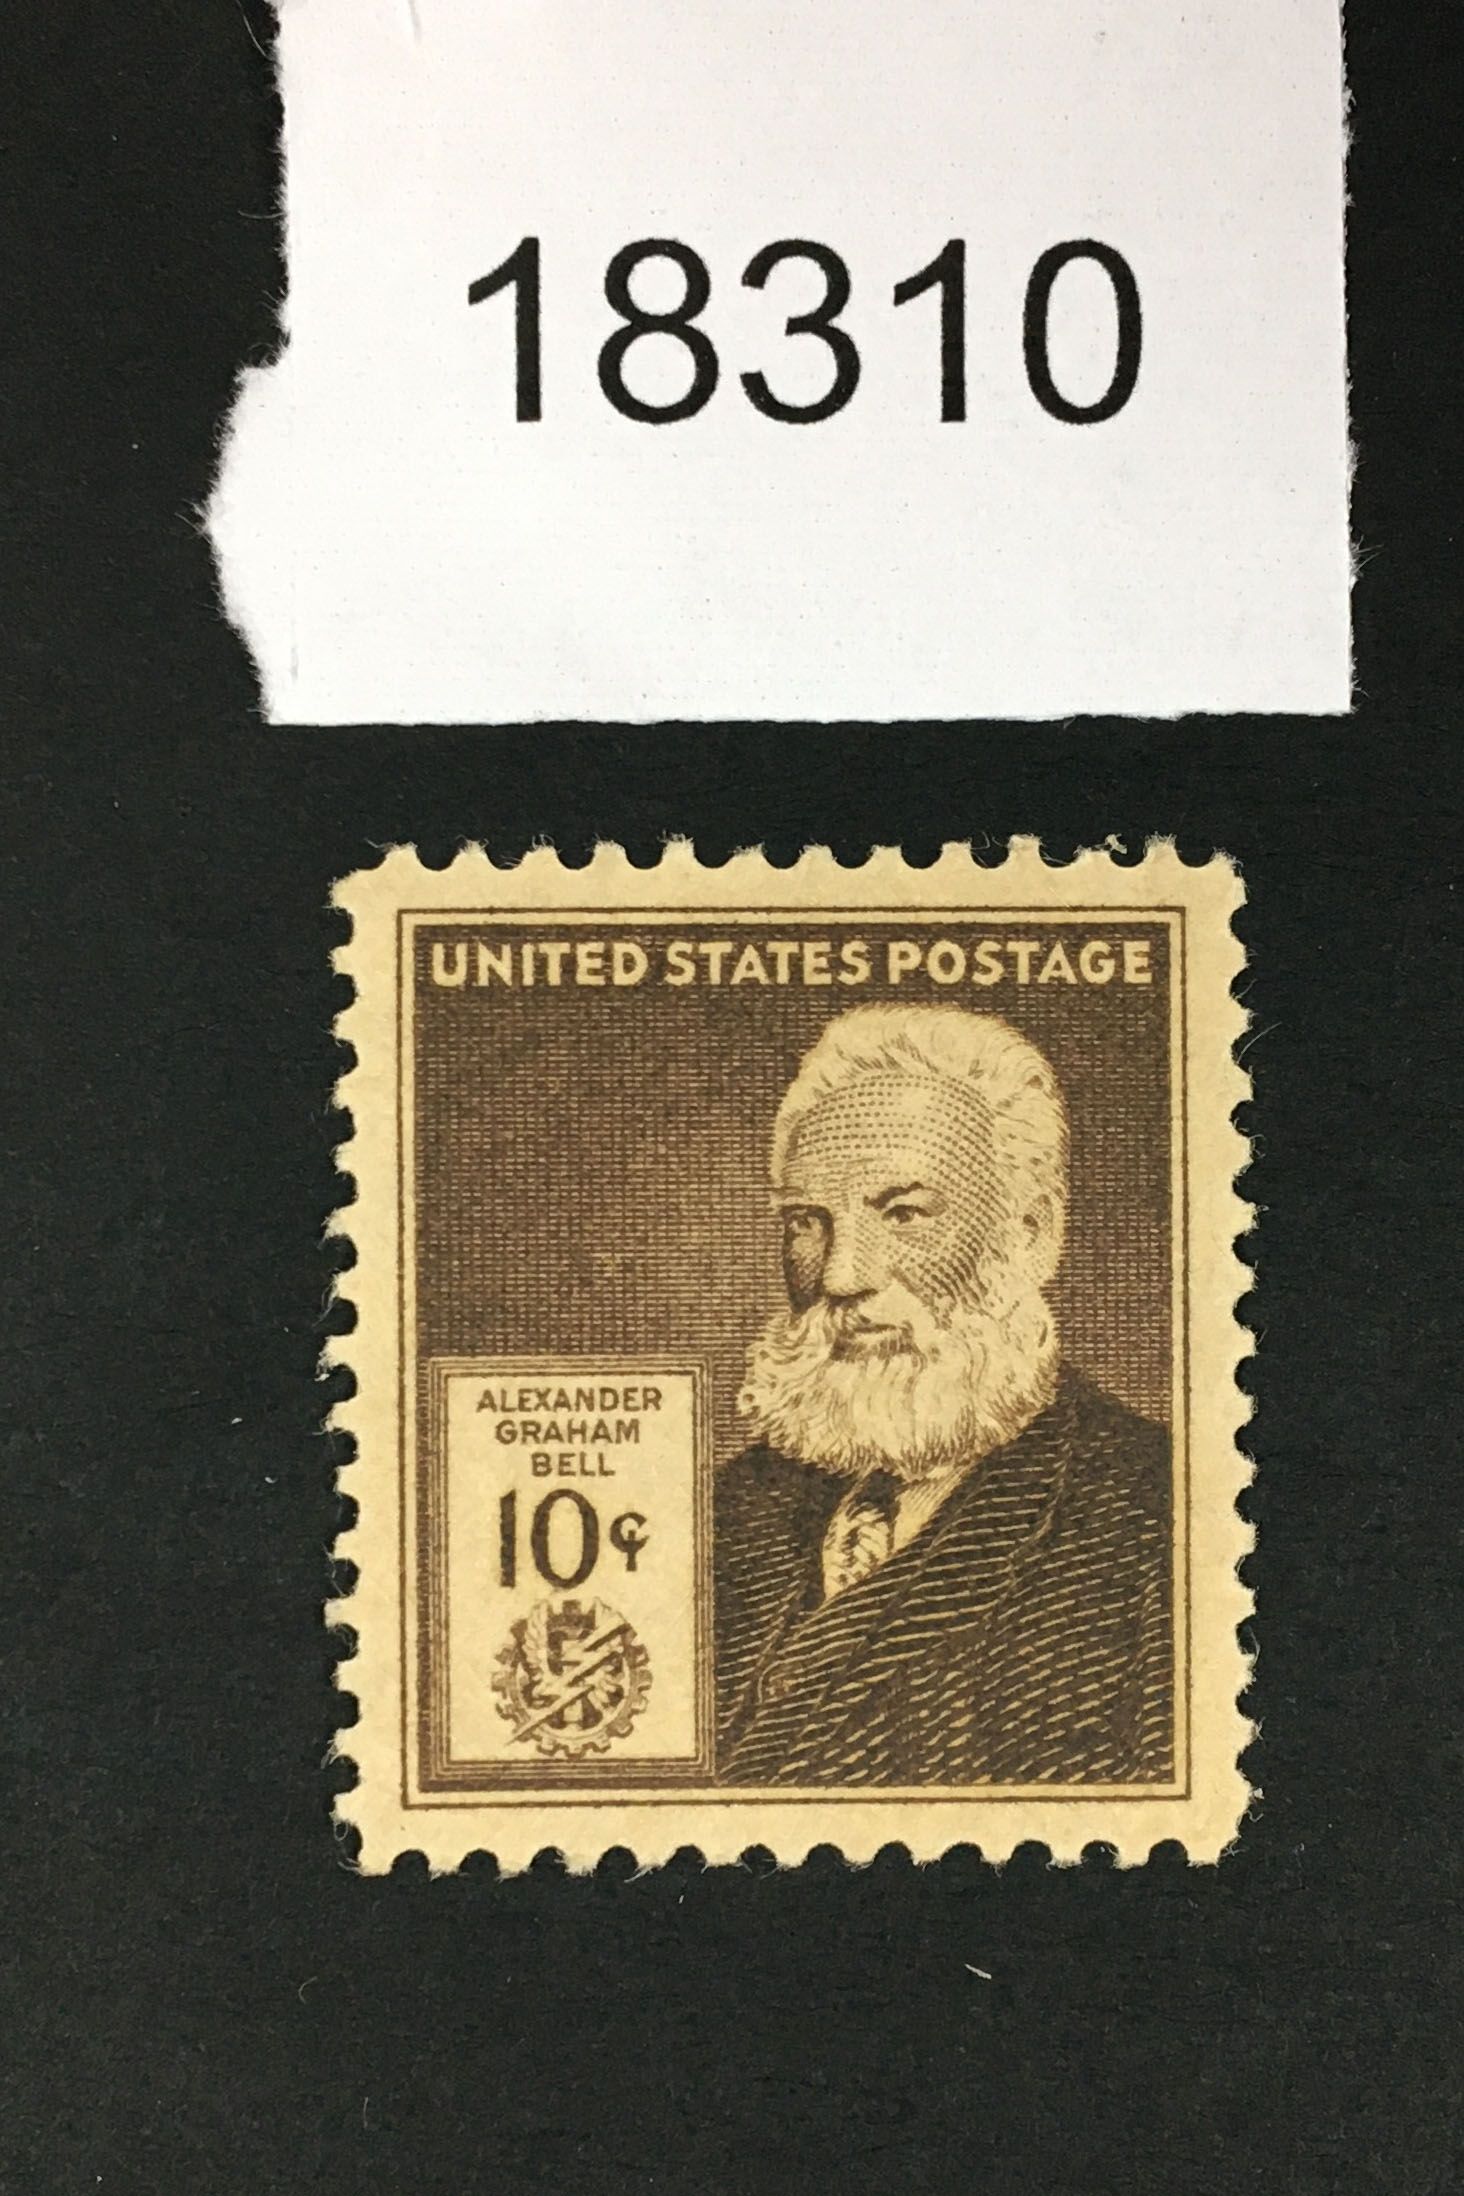 18310
UNITED STATES POSTAGE
ALEXANDER
GRAHAM
BELL
10¢